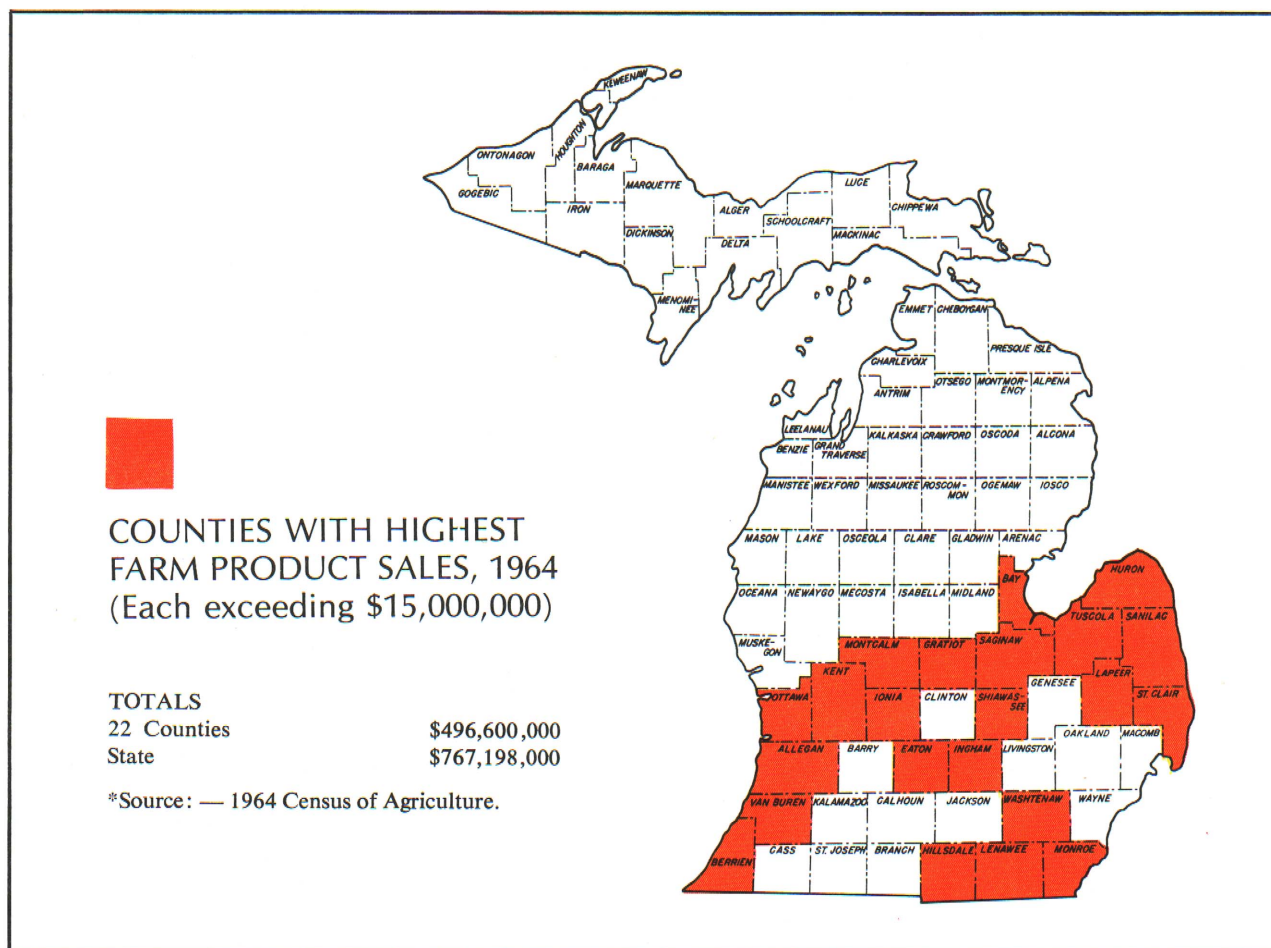 KEWEENAW
HOUGHTON
ONTONAGON
BARAGA
GOGEBIC
MARQUETTE
LUCE
IRON
ALGER
CHIPPEWA
SCHOOLCRAFT
DICKINSON
DELTA
MACKINAC
MENOMI-
NEE
EMMET
CHEBOYGAN
PRESQUE ISLE
CHARLEVOIX
OTSEGO
MONTMOR-
ENCY
ALPENA
ANTRIM
LEELANAU
KALKASKA
CRAWFORD
OSCODA
ALCONA
BENZIE
GRAND
TRAVERSE
MANISTEE
WEXFORD
MISSAUKEE
ROSCOM-
MON
OGEMAW
IOSCO
COUNTIES WITH HIGHEST
FARM PRODUCT SALES, 1964
(Each exceeding $15,000,000)
MASON
LAKE
OSCEOLA
CLARE
GLADWIN
ARENAC
BAY
HURON
OCEANA
NEWAYGO
MECOSTA
ISABELLA
MIDLAND
TUSCOLA
SANILAC
MUSKE-
GON
MONTCALM
GRATIOT
SAGINAW
KENT
GENESEE
LAPEER
OTTAWA
IONIA
CLINTON
SHIAWAS-
SEE
ST. CLAIR
TOTALS
22 Counties $496,600,000
State $767,198,000
*Source: — 1964 Census of Agriculture.
OAKLAND
MACOMB
ALLEGAN
BARRY
EATON
INGHAM
LIVINGSTON
VAN BUREN
KALAMAZOO
CALHOUN
JACKSON
WASHTENAW
WAYNE
BERRIEN
CASS
ST. JOSEPH
BRANCH
HILLSDALE
LENAWEE
MONROE